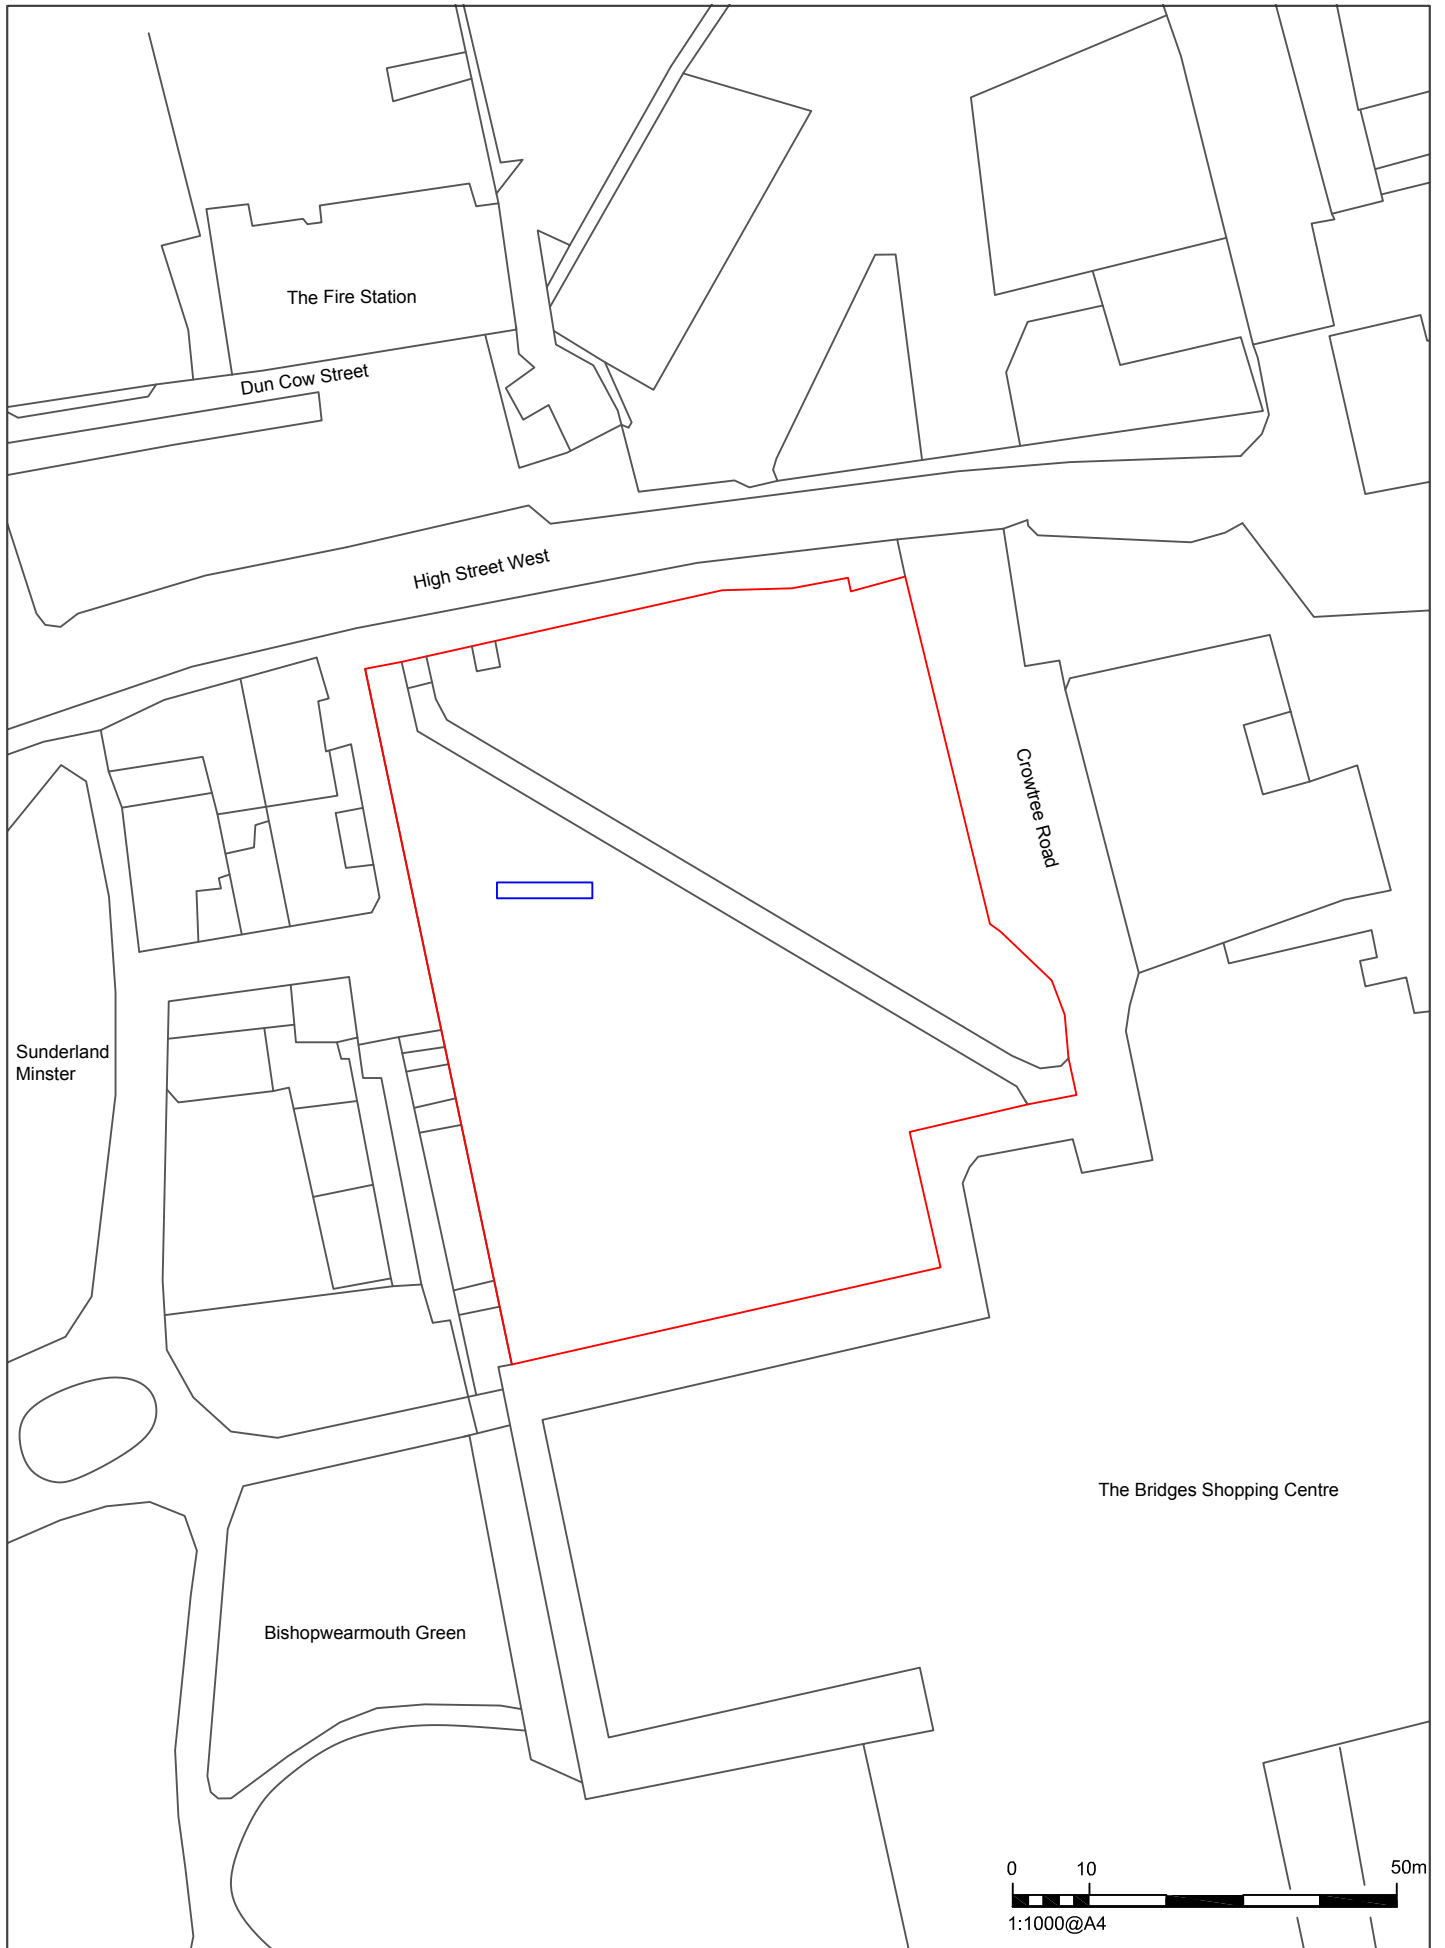 The Fire Station
Dun Cow Street
High Street West
Crowtree Road
Sunderland
Minster
The Bridges Shopping Centre
Bishopwearmouth Green
0 10 50m
1:1000@A4